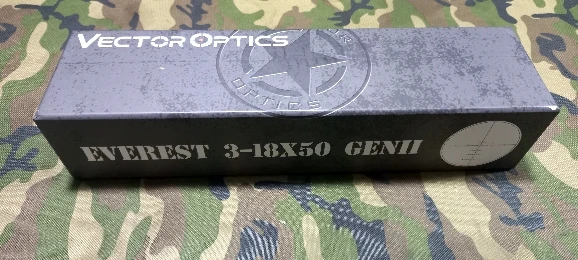 VECTOR OPTICS
OPTICS
EVEREST 3-18X50 GENII